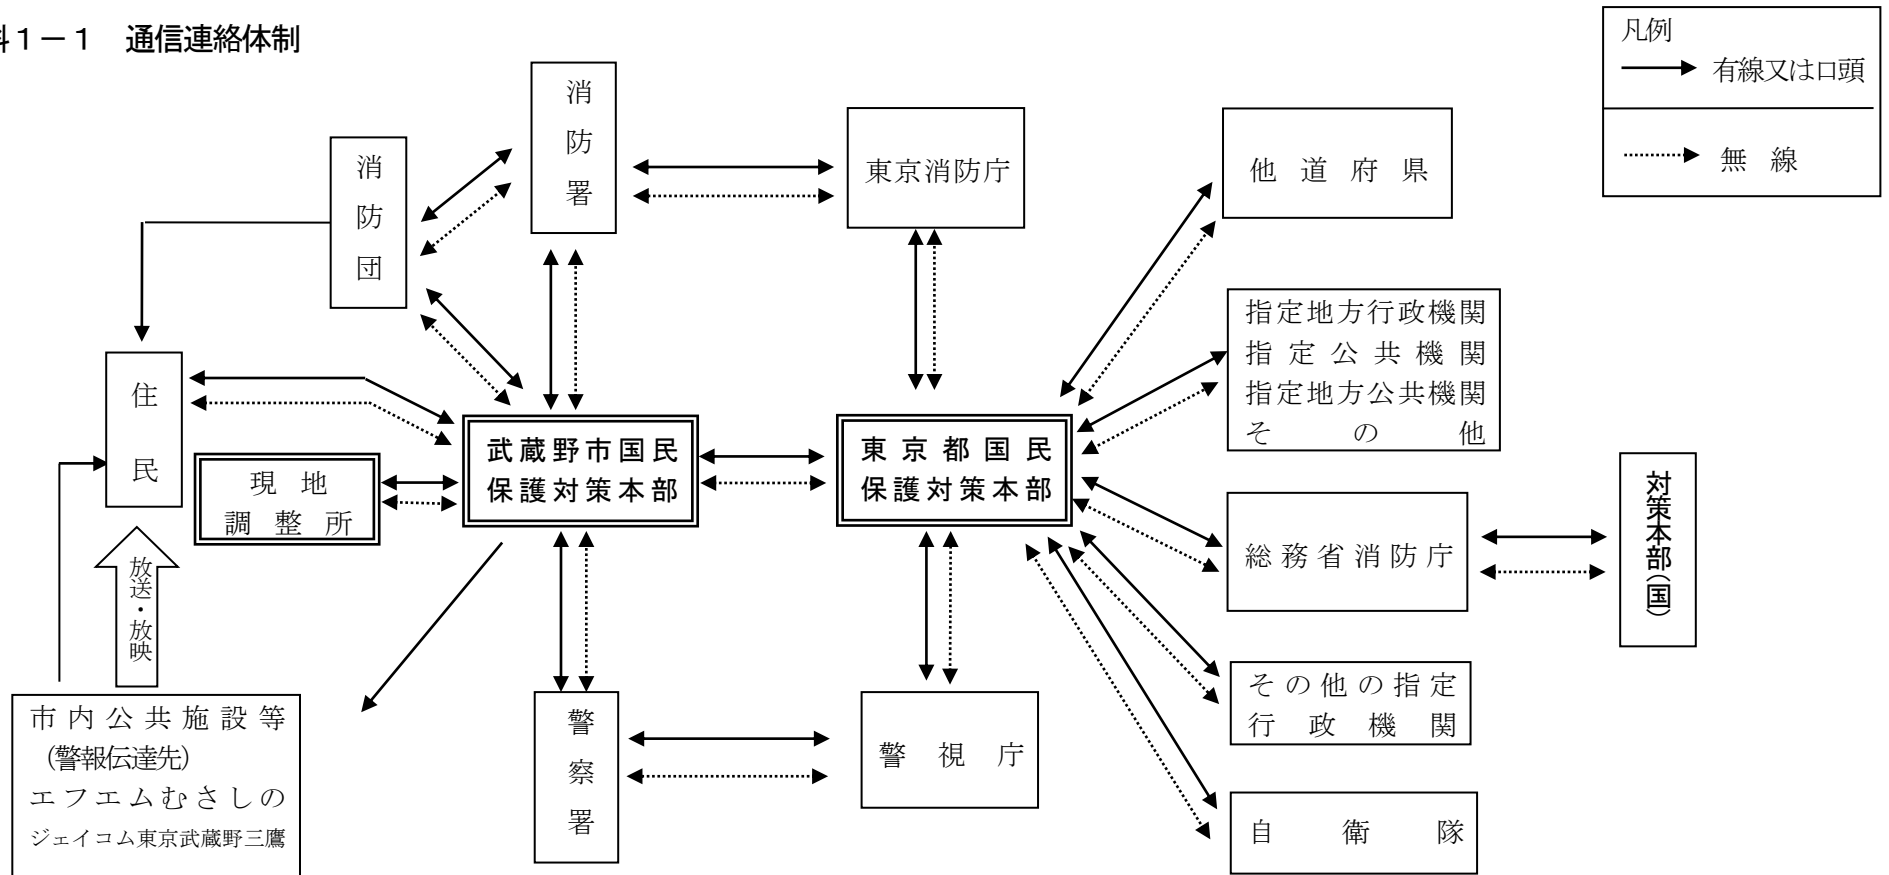 料1－1　通信連絡体制
凡例
有線又は口頭
無線
消防署
消防団
東京消防庁
他道府県
指定地方行政機関
指定公共機関
指定地方公共機関
その他
住民
現地
調整所
武蔵野市国民
保護対策本部
東京都国民
保護対策本部
総務省消防庁
対策本部(国)
放送・放映
その他の指定
行政機関
市内公共施設等
(警報伝達先)
エフエムむさしの
ジェイコム東京武蔵野三鷹
警察署
警視庁
自衛隊